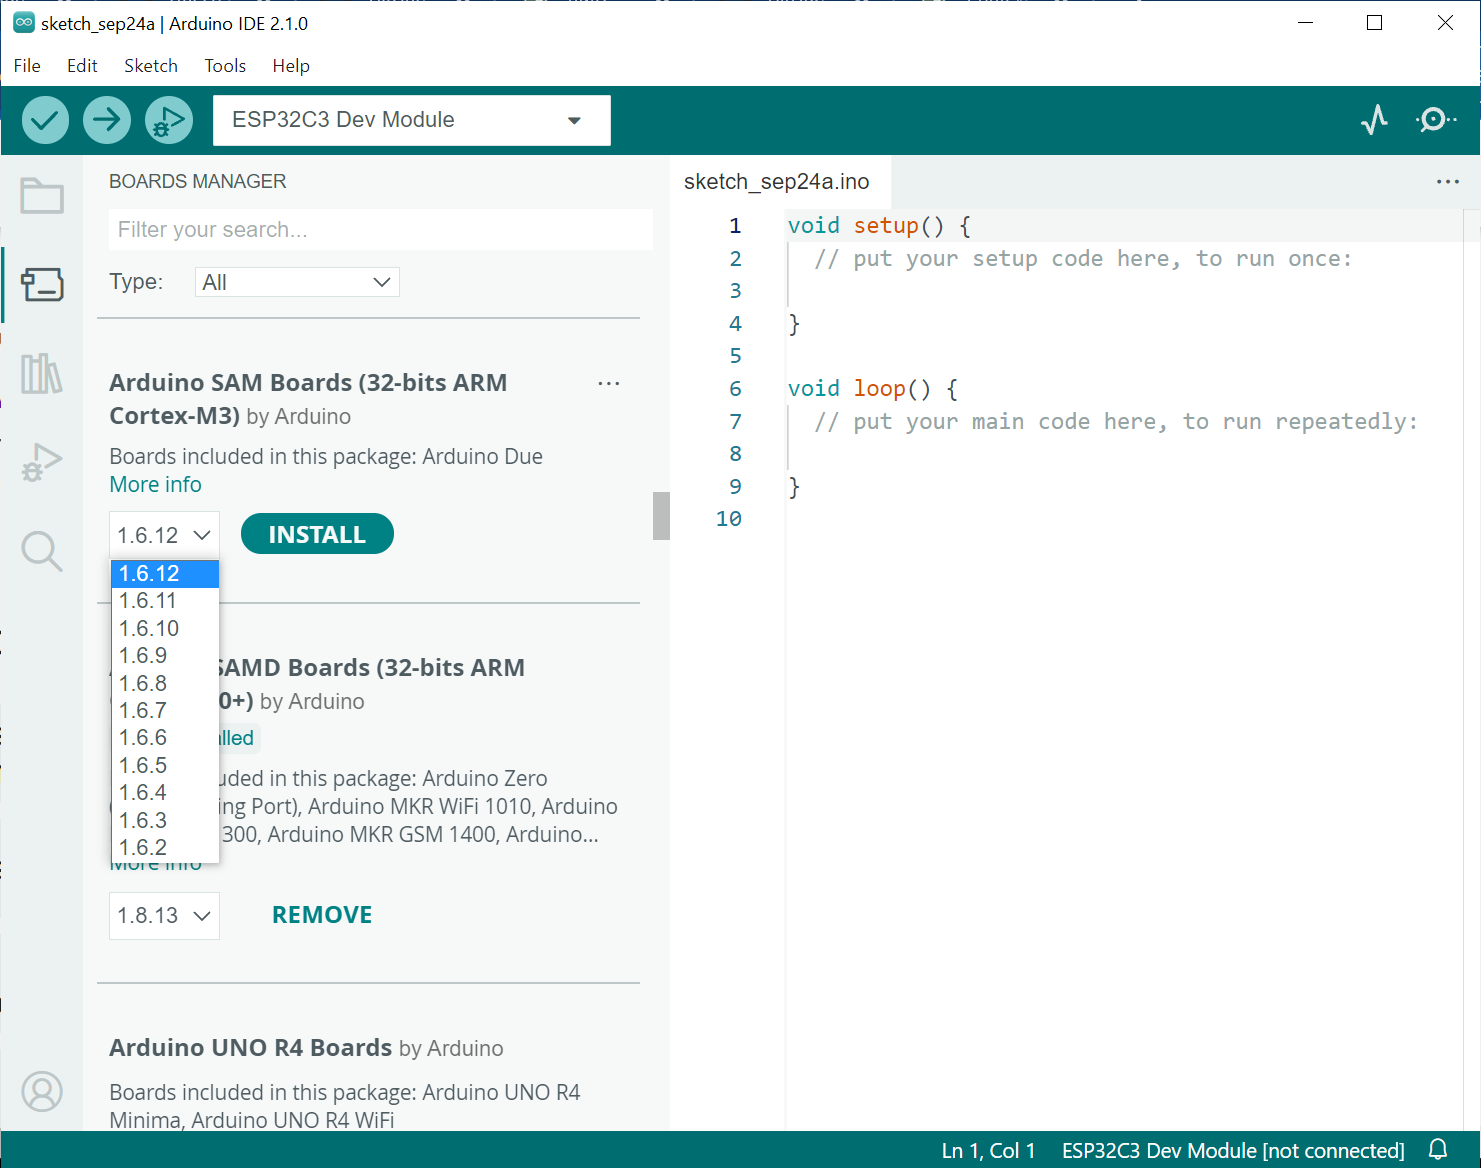 sketch_sep24a | Arduino IDE 2.1.0
File Edit Sketch Tools Help
ESP32C3 Dev Module
BOARDS MANAGER
Filter your search...
Type: All
Arduino SAM Boards (32-bits ARM
Cortex-M3) by Arduino
Boards included in this package: Arduino Due
More info
1.6.12 INSTALL
1.6.12
1.6.11
1.6.10
1.6.9
1.6.8
1.6.7
1.6.6
1.6.5
1.6.4
1.6.3
1.6.2
SAMD Boards (32-bits ARM
0+) by Arduino
lled
uded in this package: Arduino Zero
ing Port), Arduino MKR WiFi 1010, Arduino
300, Arduino MKR GSM 1400, Arduino...
More info
1.8.13 REMOVE
Arduino UNO R4 Boards by Arduino
Boards included in this package: Arduino UNO R4
Minima, Arduino UNO R4 WiFi
sketch_sep24a.ino
1 void setup() {
2 // put your setup code here, to run once:
3
4 }
5
6 void loop() {
7 // put your main code here, to run repeatedly:
8
9 }
10
Ln 1, Col 1 ESP32C3 Dev Module [not connected]